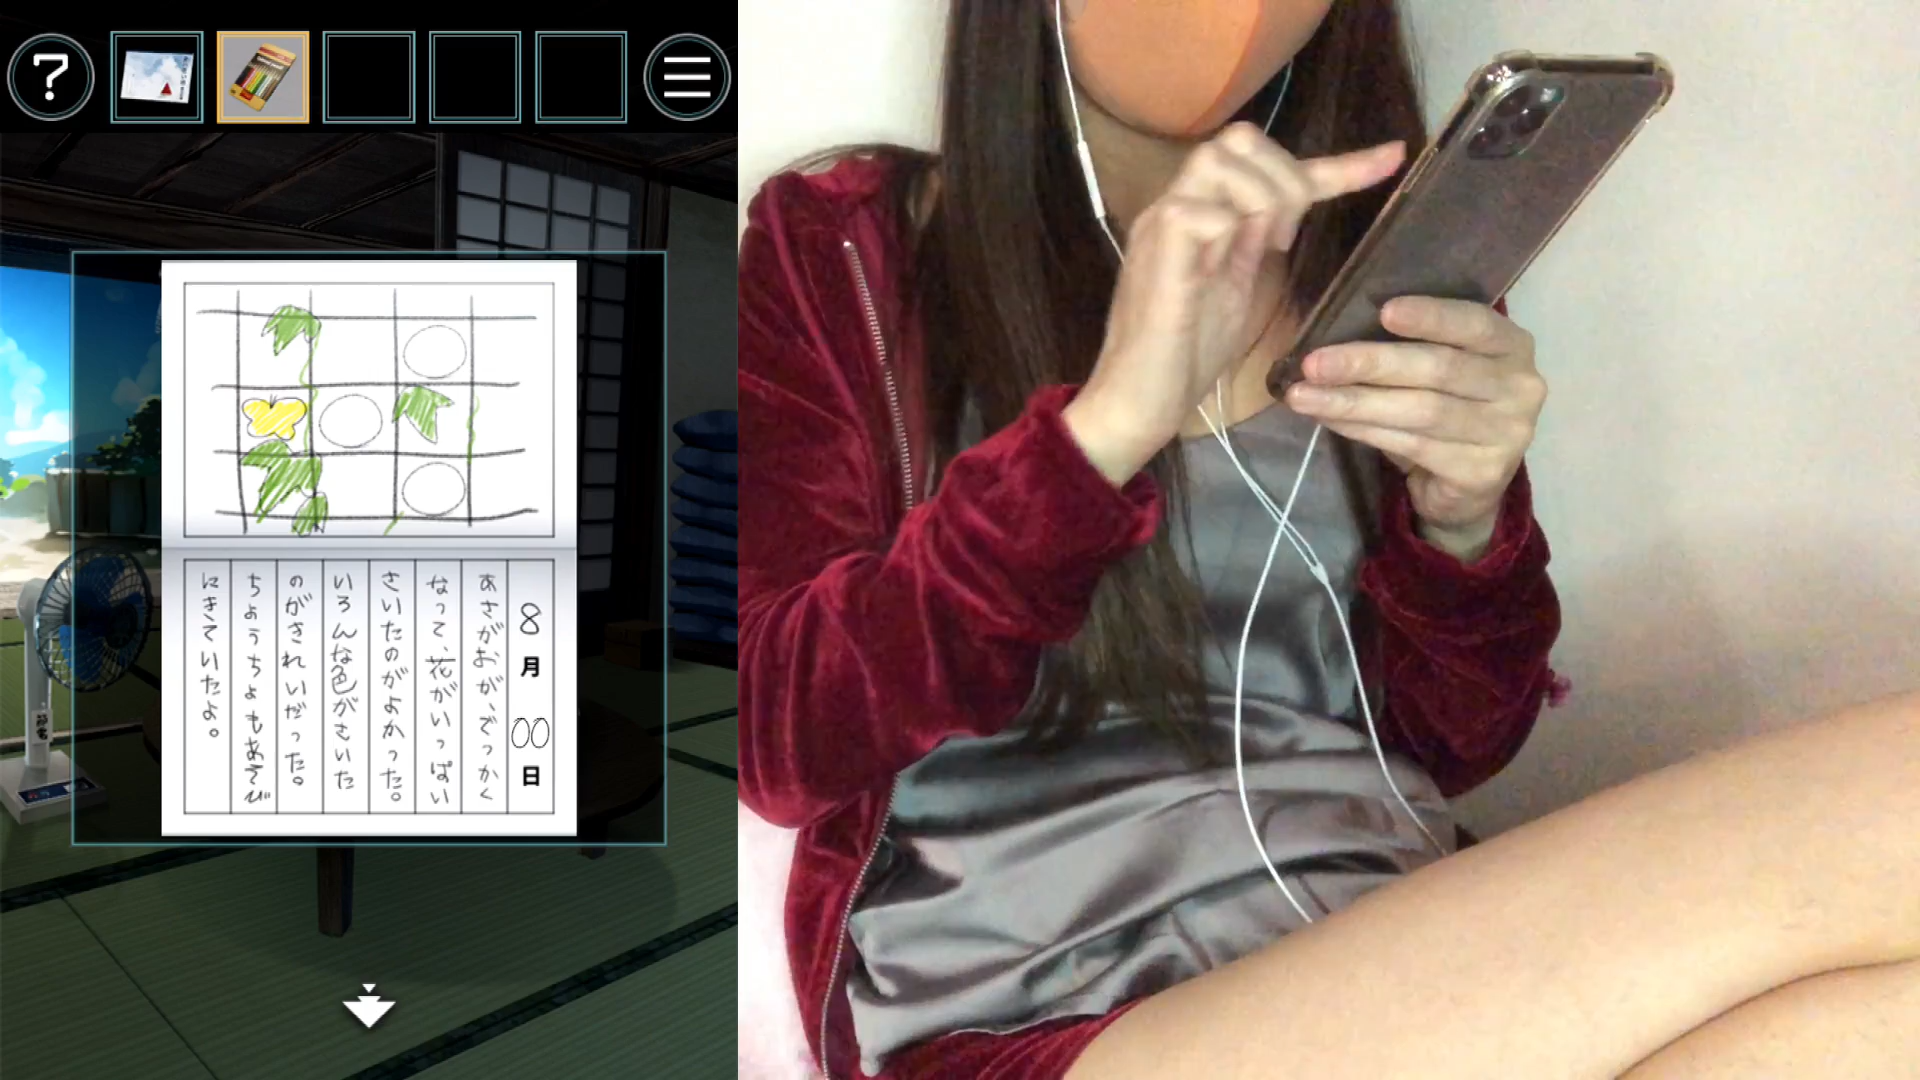 ?
8月00日
あさがおが、でっかく
なって、花がいっぱい
さいたのがよかった。
いろんな色がさいた
のがきれいだった。
ちょうちょもあそび
にきていたよ。